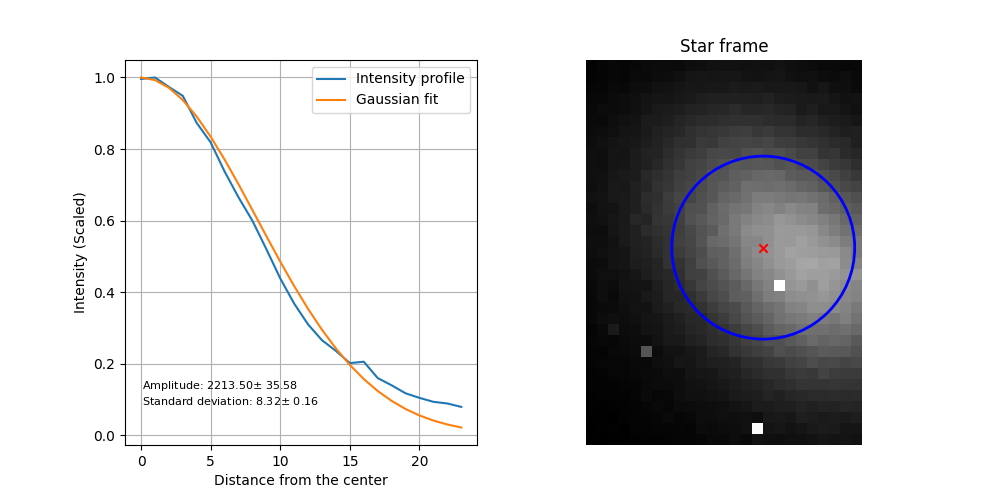 Star frame
1.0
0.8
0.6
0.4
0.2
0.0
Intensity (Scaled)
Intensity profile
Gaussian fit
Amplitude: 2213.50± 35.58
Standard deviation: 8.32± 0.16
0 5 10 15 20
Distance from the center